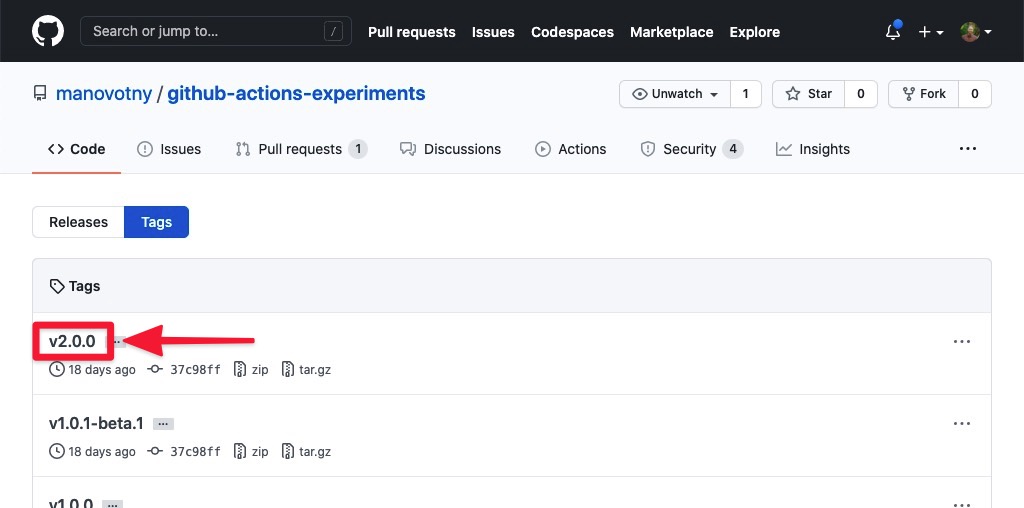 Search or jump to... / Pull requests Issues Codespaces Marketplace Explore
manovotny / github-actions-experiments Unwatch 1 Star 0 Fork 0
Code Issues Pull requests 1 Discussions Actions Security 4 Insights ...
Releases Tags
Tags
v2.0.0 ... ...
18 days ago 37c98ff zip tar.gz
v1.0.1-beta.1 ... ...
18 days ago 37c98ff zip tar.gz
v1.0.0 ... ...